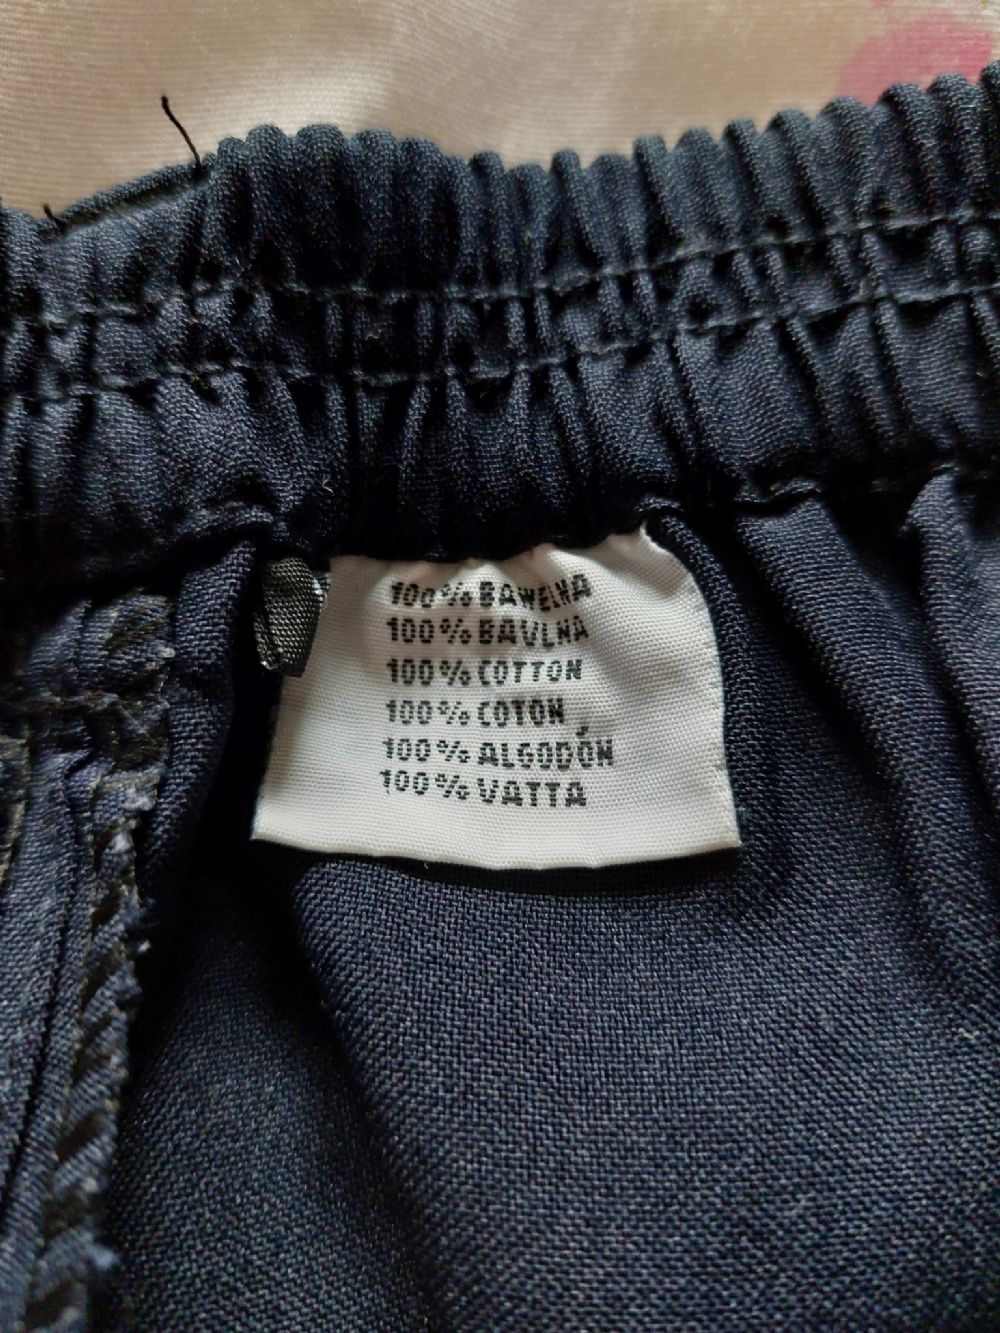 100% BAWEŁNA
100% BAVLNA
100% COTTON
100% COTON
100% ALGODÓN
100% VATTA